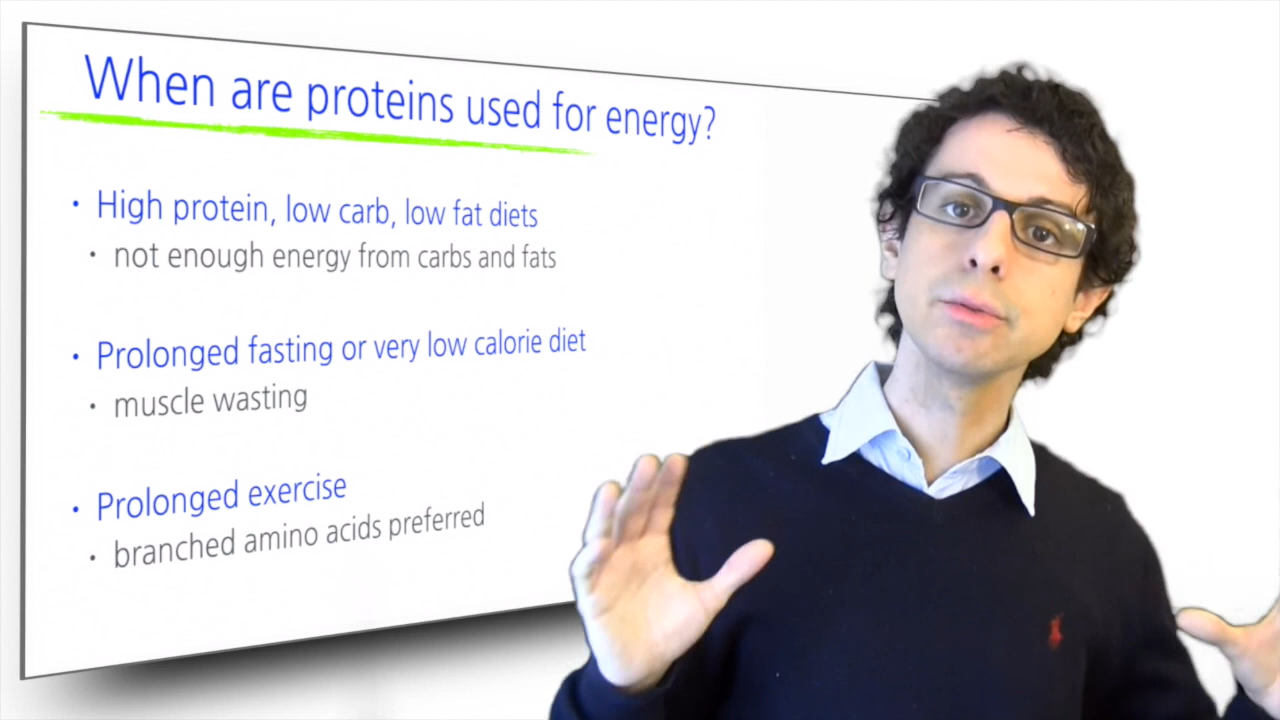 When are proteins used for energy?
• High protein, low carb, low fat diets
• not enough energy from carbs and fats
• Prolonged fasting or very low calorie diet
• muscle wasting
• Prolonged exercise
• branched amino acids preferred